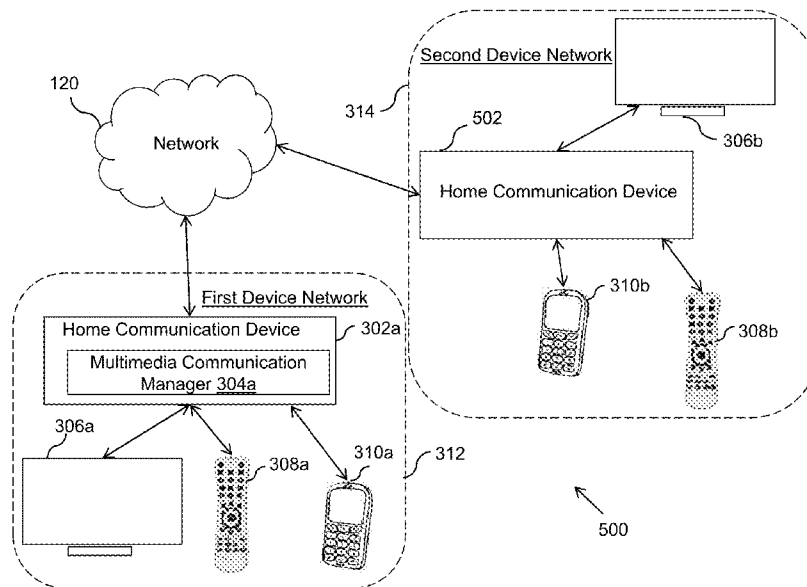 Second Device Network
314
120
502
306b
Network
Home Communication Device
310b
First Device Network
Home Communication Device
302a
308b
Multimedia Communication
Manager 304a
306a
308a
310a
312
500